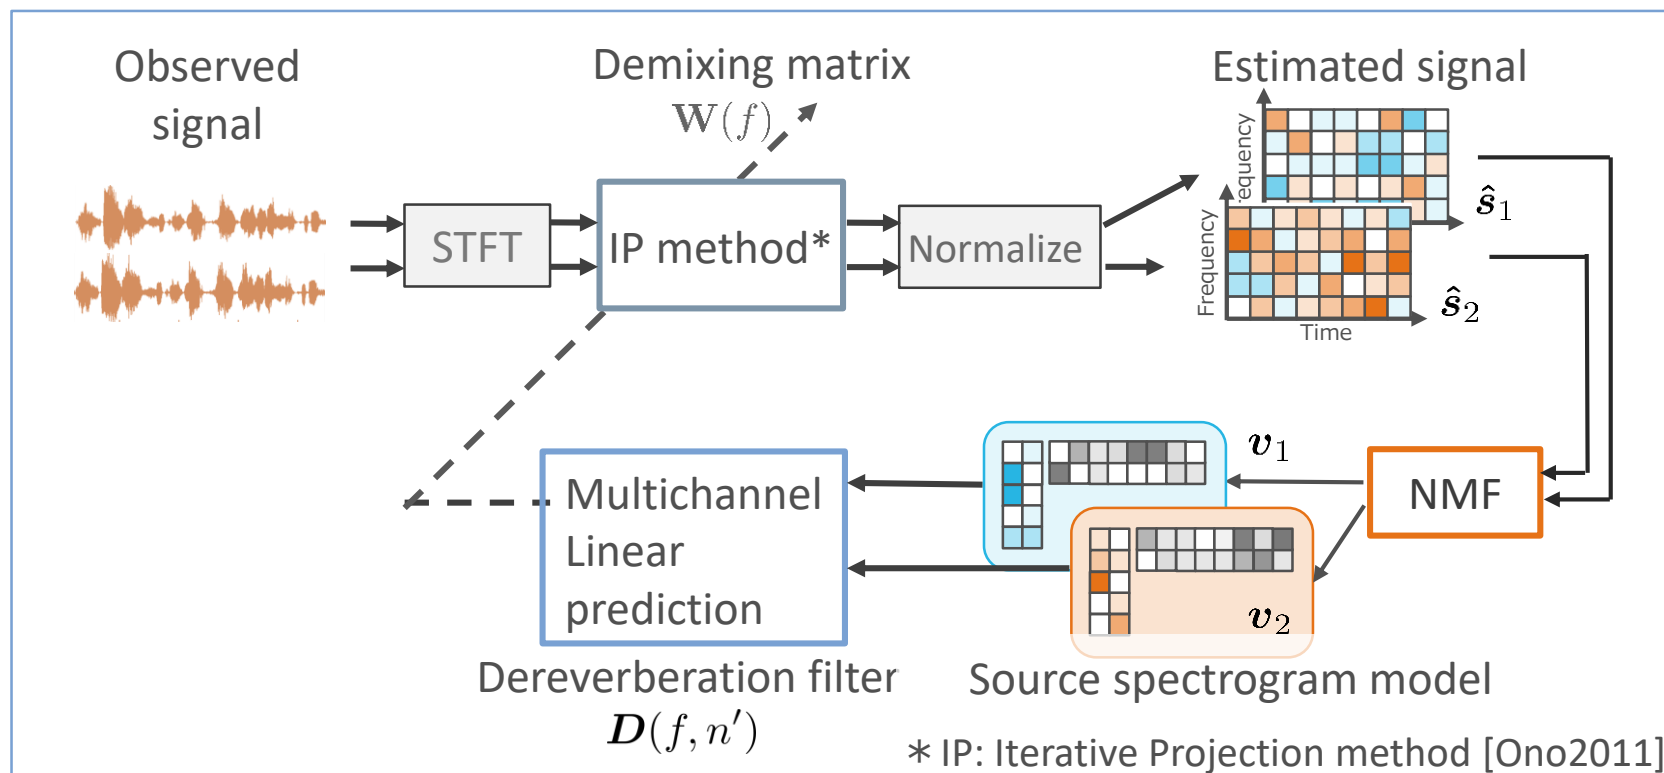 Observed
signal
Demixing matrix
W(f)
Estimated signal
STFT
IP method*
Normalize
equency
Frequency
Time
ŝ1
ŝ2
Multichannel
Linear
prediction
v1
v2
NMF
Dereverberation filter
D(f, n′)
Source spectrogram model
* IP: Iterative Projection method [Ono2011]